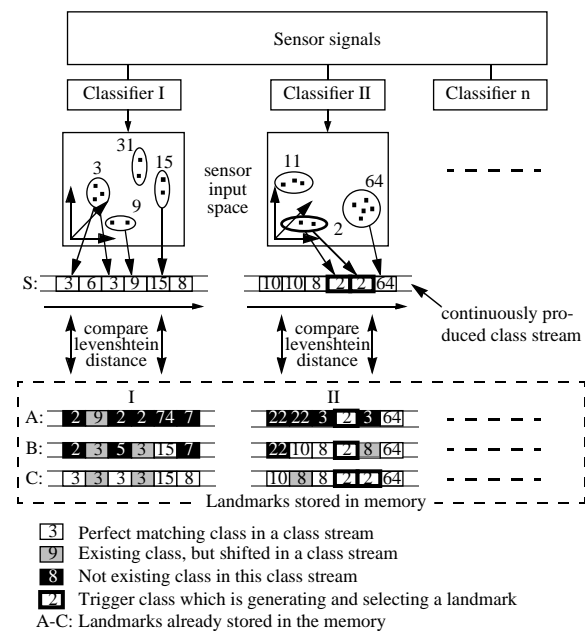 Sensor signals
Classifier I Classifier II Classifier n
3 31 15 9
sensor input space
11 64 2
S: 3 6 3 9 15 8 10 10 8 2 2 64
continuously pro-
duced class stream
compare levenshtein distance
compare levenshtein distance
I II
A: 2 9 2 2 74 7 22 22 3 2 3 64
B: 2 3 5 3 15 7 22 10 8 2 8 64
C: 3 3 3 3 15 8 10 8 8 2 2 64
Landmarks stored in memory
3 Perfect matching class in a class stream
9 Existing class, but shifted in a class stream
8 Not existing class in this class stream
2 Trigger class which is generating and selecting a landmark
A-C: Landmarks already stored in the memory